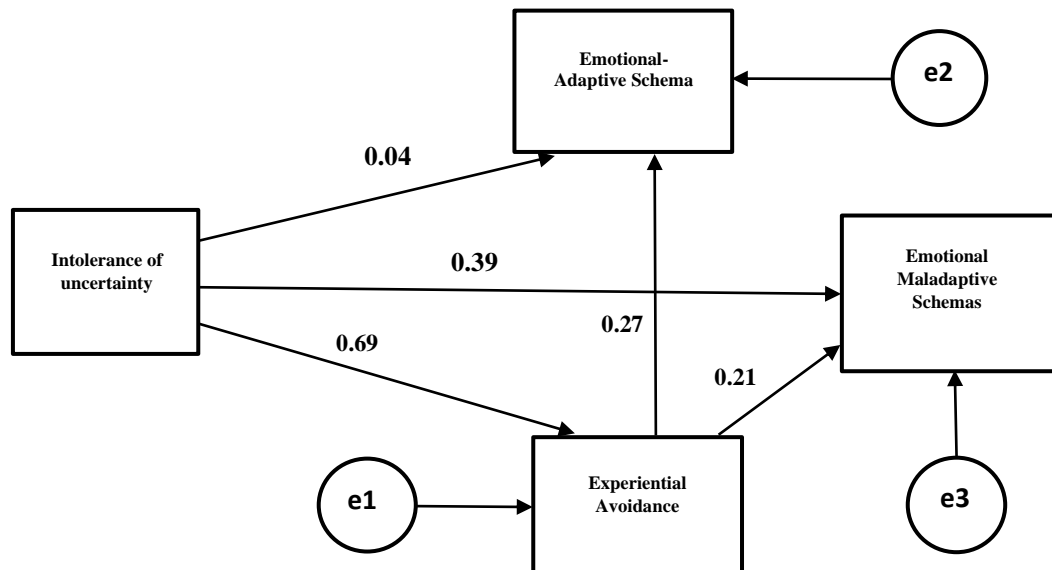 Emotional-
Adaptive Schema
e2
0.04
Intolerance of
uncertainty
0.39
Emotional
Maladaptive
Schemas
0.69
0.27
0.21
Experiential
Avoidance
e1
e3